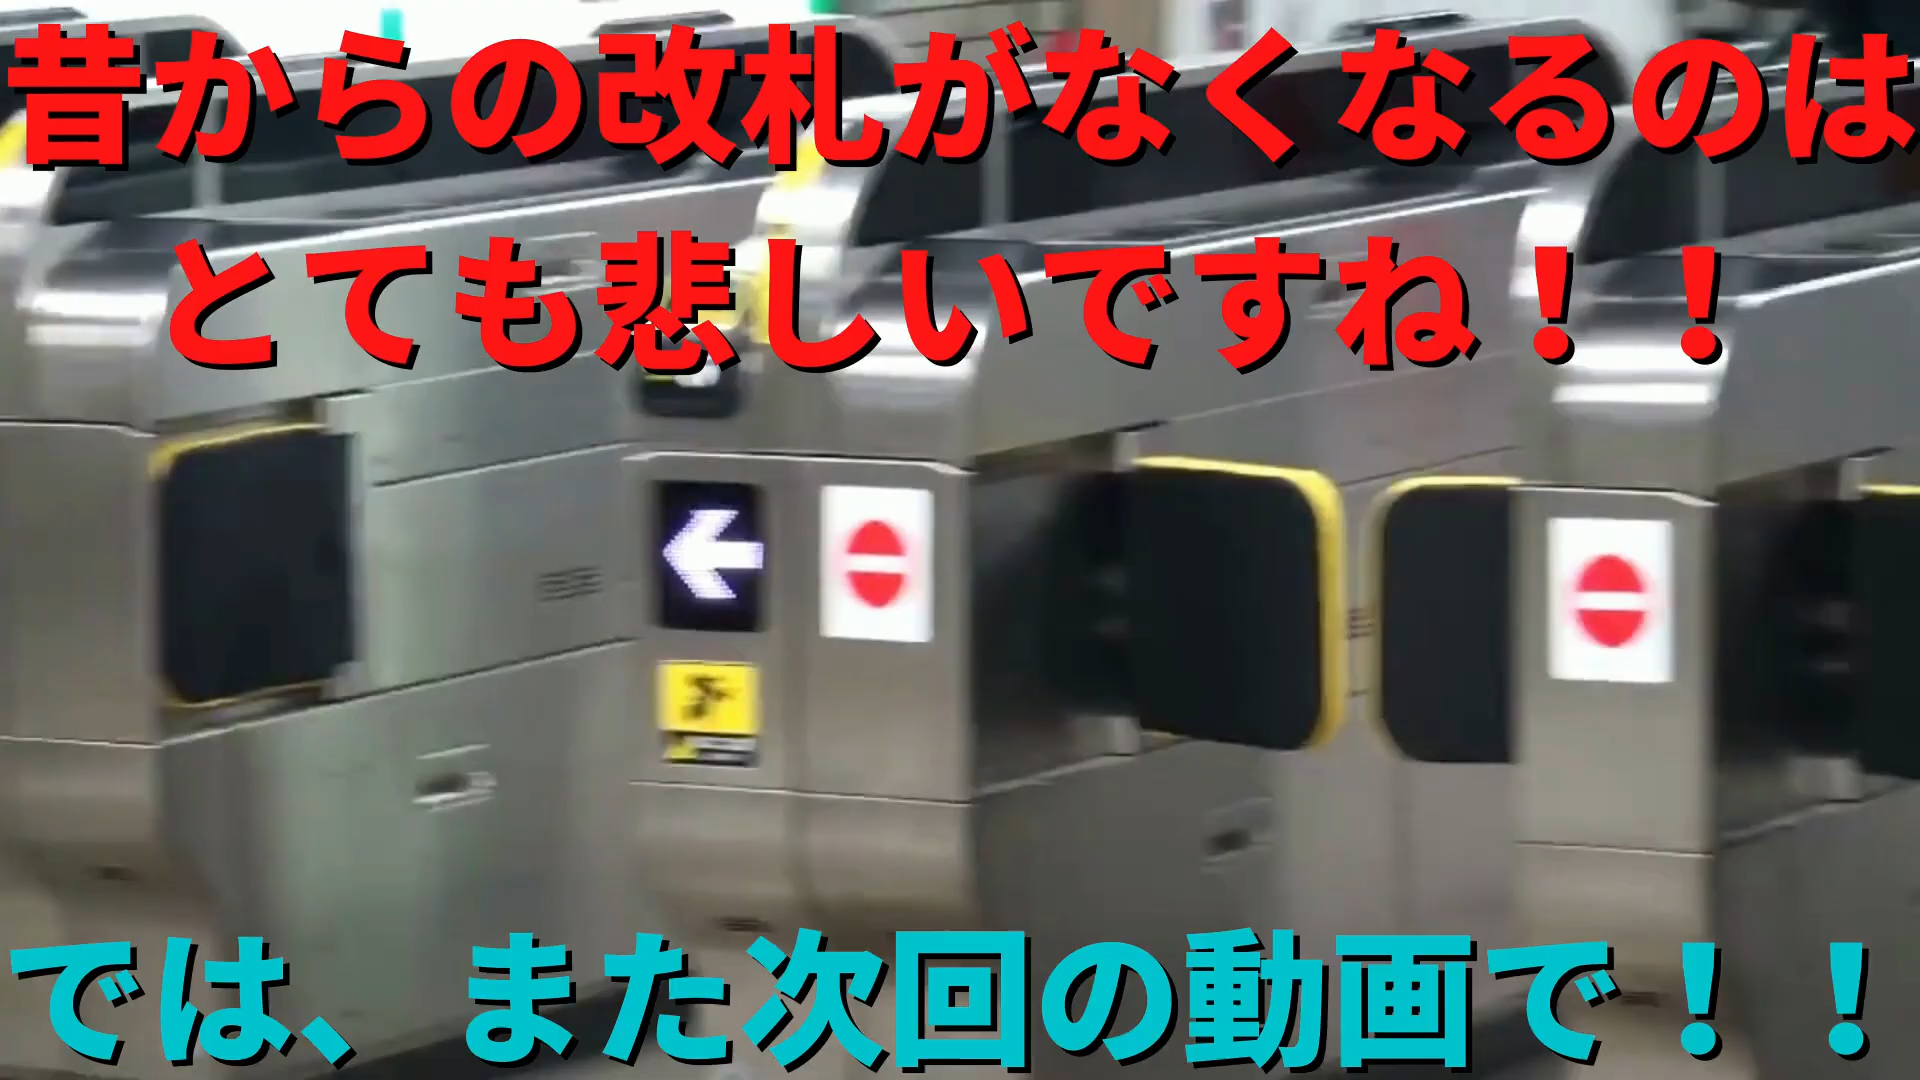 昔からの改札がなくなるのは
とても悲しいですね！！
では、また次回の動画で！！